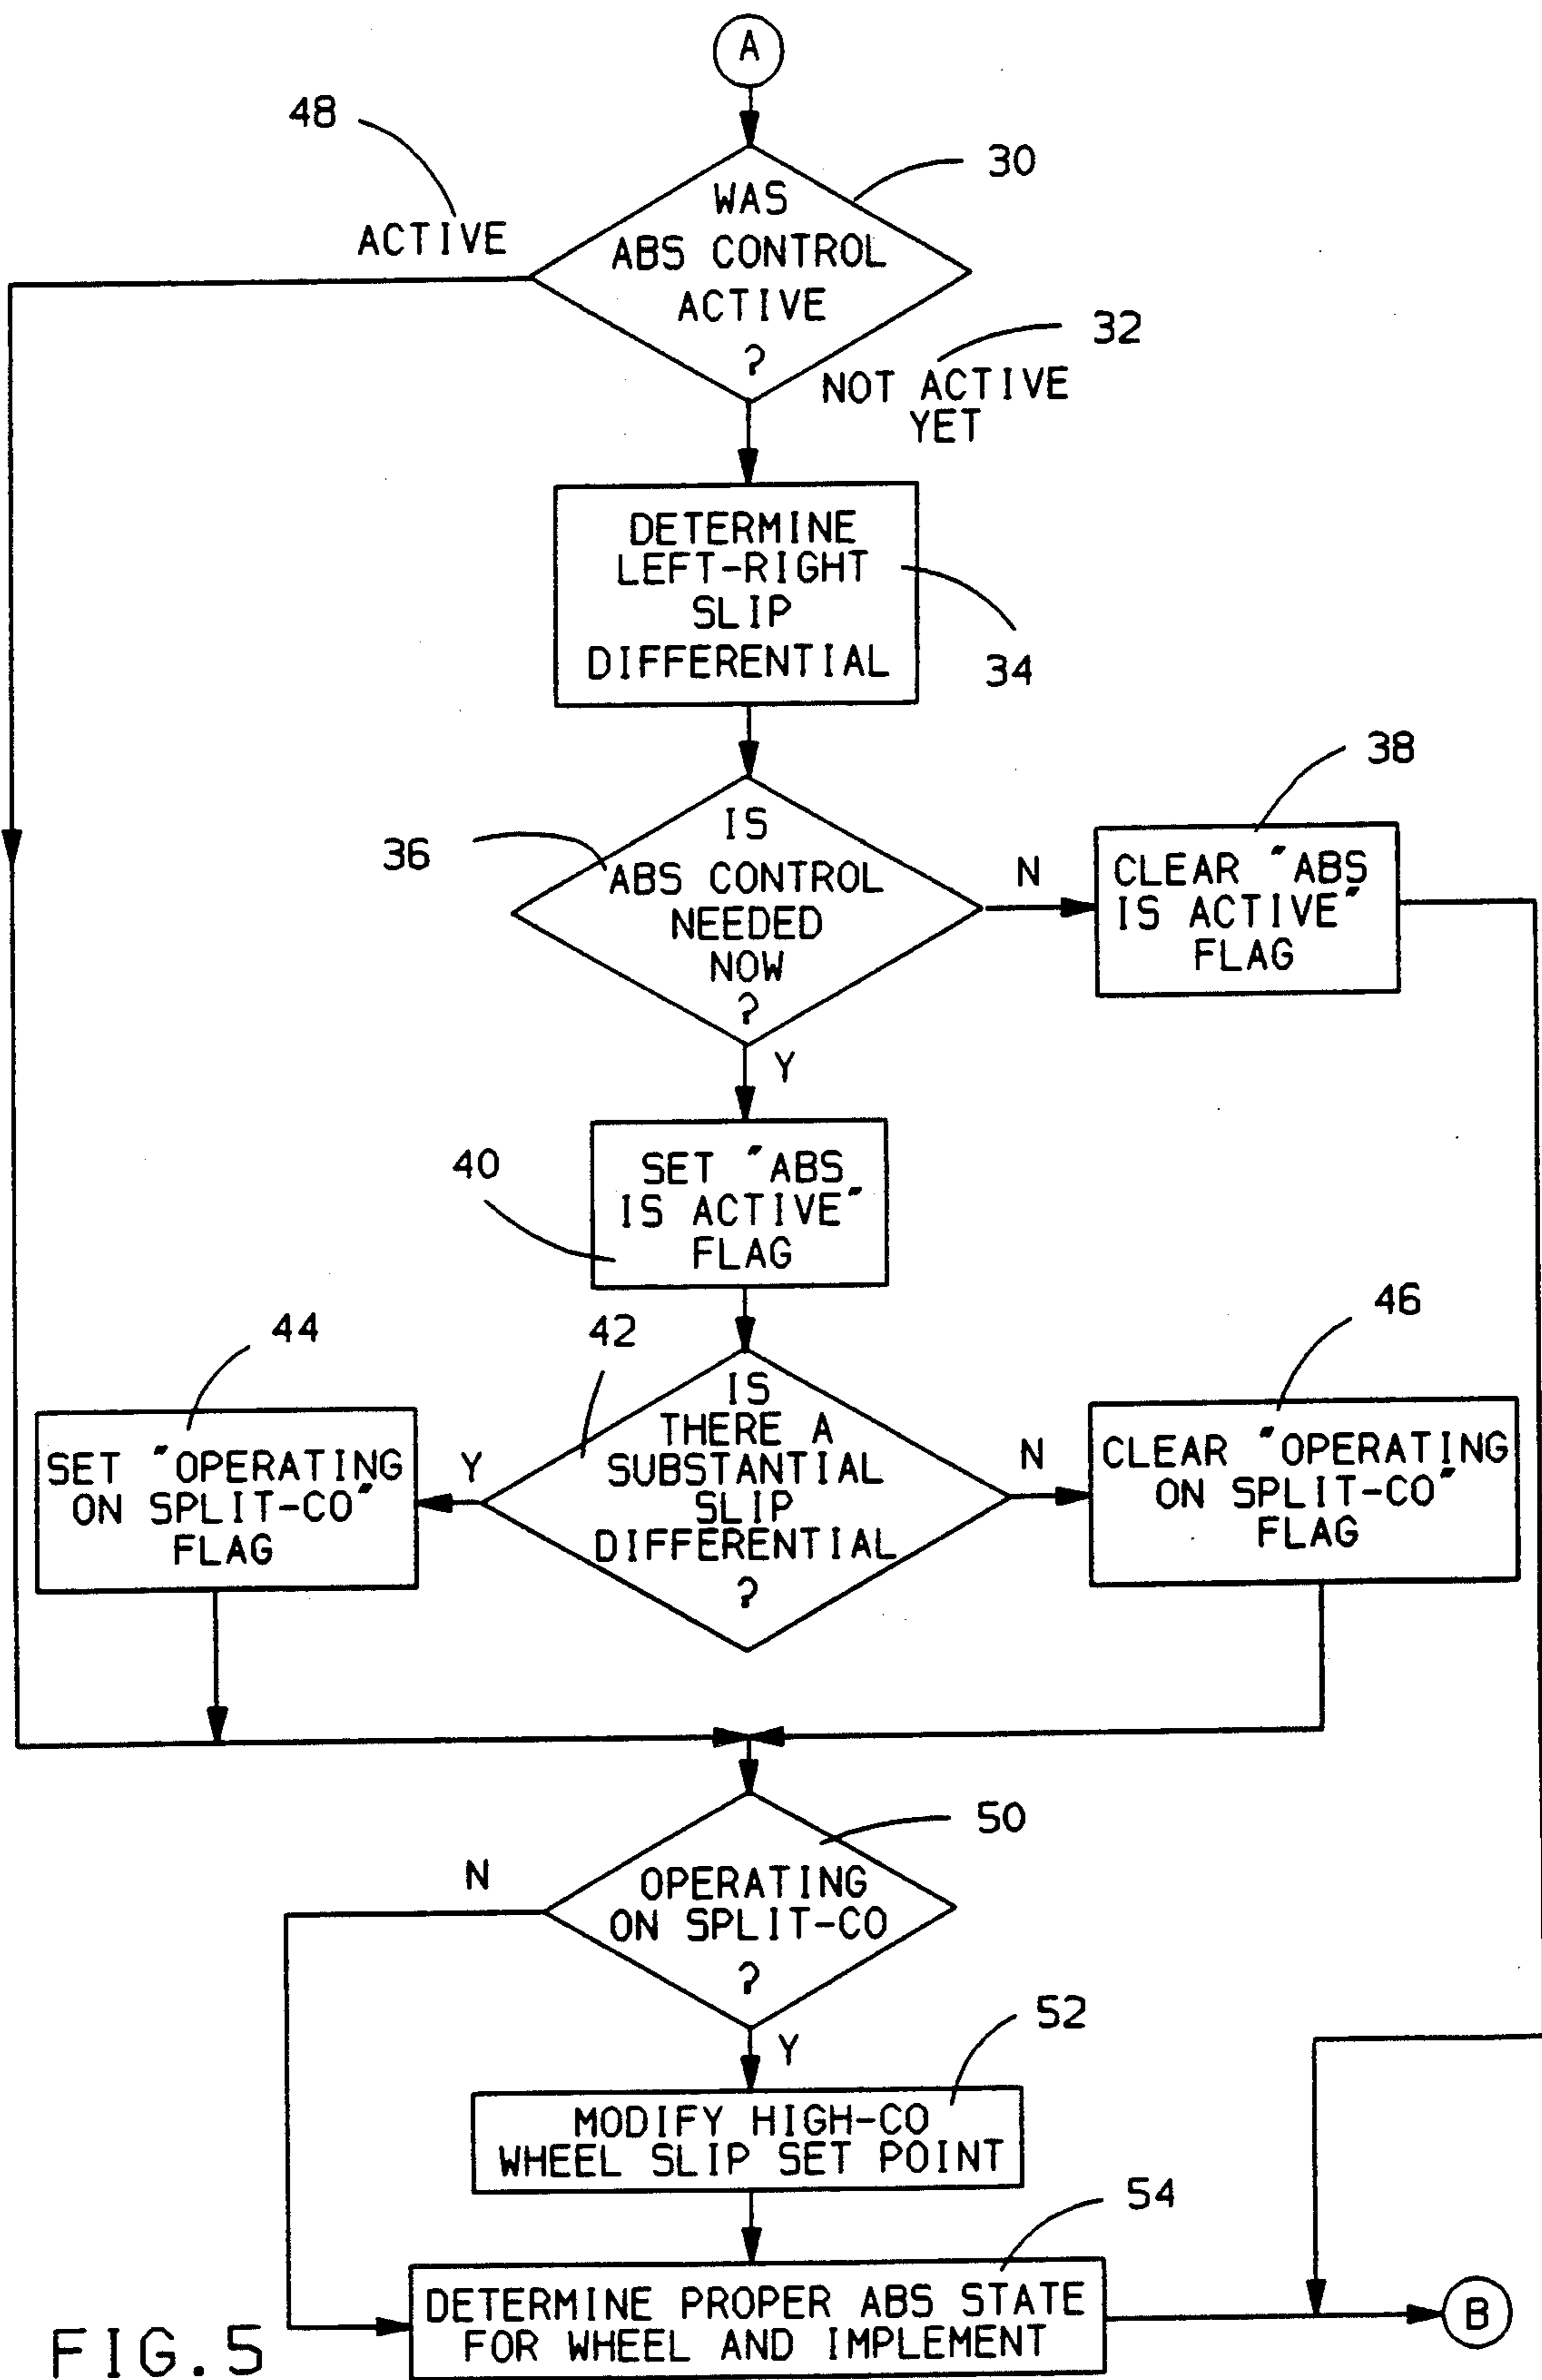 A
48
30
WAS
ABS CONTROL
ACTIVE
?
ACTIVE
32
NOT ACTIVE
YET
DETERMINE
LEFT-RIGHT
SLIP
DIFFERENTIAL
34
38
36
IS
ABS CONTROL
NEEDED
NOW
?
N
CLEAR "ABS
IS ACTIVE"
FLAG
Y
40
SET "ABS
IS ACTIVE"
FLAG
44
42
46
IS
THERE A
SUBSTANTIAL
SLIP
DIFFERENTIAL
?
Y
N
SET "OPERATING
ON SPLIT-CO"
FLAG
CLEAR "OPERATING
ON SPLIT-CO"
FLAG
50
N
OPERATING
ON SPLIT-CO
?
52
Y
MODIFY HIGH-CO
WHEEL SLIP SET POINT
54
DETERMINE PROPER ABS STATE
FOR WHEEL AND IMPLEMENT
B
FIG.5